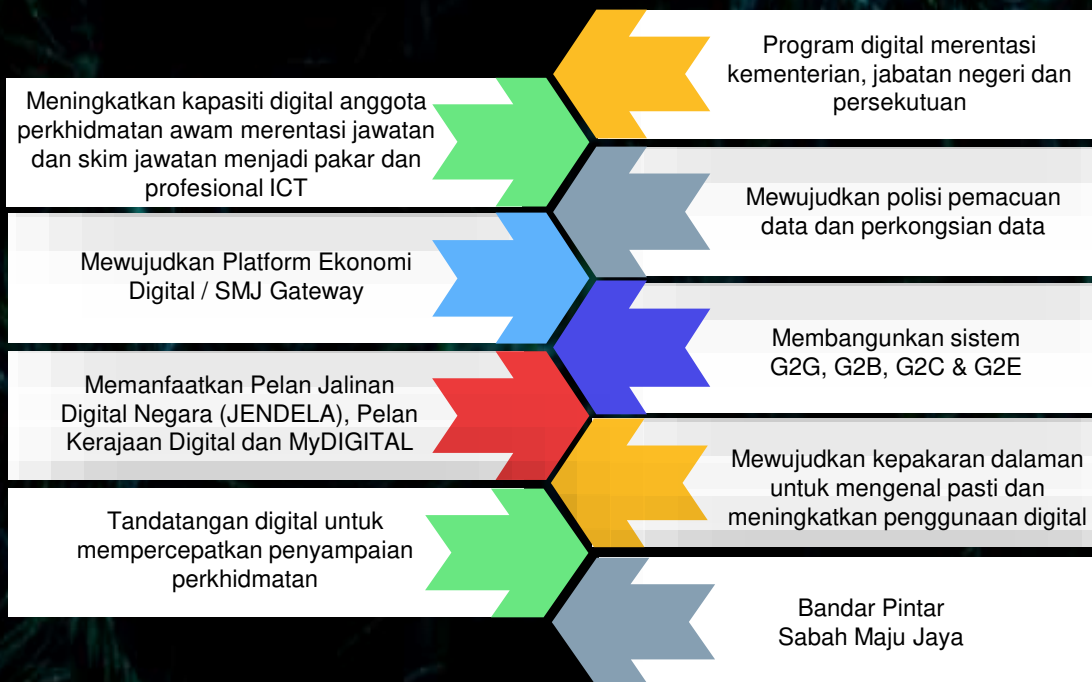 Program digital merentasi
kementerian, jabatan negeri dan
persekutuan
Meningkatkan kapasiti digital anggota
perkhidmatan awam merentasi jawatan
dan skim jawatan menjadi pakar dan
profesional ICT
Mewujudkan polisi pemacuan
data dan perkongsian data
Mewujudkan Platform Ekonomi
Digital / SMJ Gateway
Membangunkan sistem
G2G, G2B, G2C & G2E
Memanfaatkan Pelan Jalinan
Digital Negara (JENDELA), Pelan
Kerajaan Digital dan MyDIGITAL
Mewujudkan kepakaran dalaman
untuk mengenal pasti dan
meningkatkan penggunaan digital
Tandatangan digital untuk
mempercepatkan penyampaian
perkhidmatan
Bandar Pintar
Sabah Maju Jaya